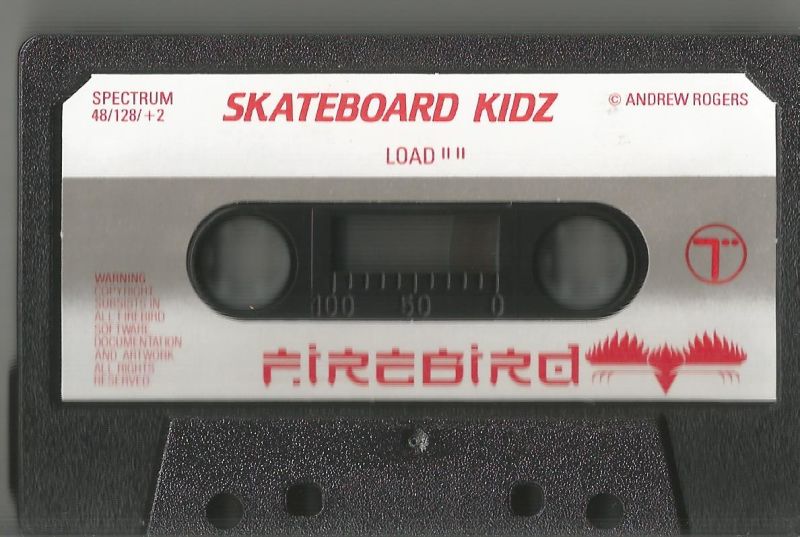 SPECTRUM
48/128/+2
SKATEBOARD KIDZ
© ANDREW ROGERS
LOAD " "
WARNING
COPYRIGHT
SUBSISTS IN
ALL FIREBIRD
SOFTWARE
DOCUMENTATION
AND ARTWORK
ALL RIGHTS
RESERVED
100 50 0
FIREBIRD